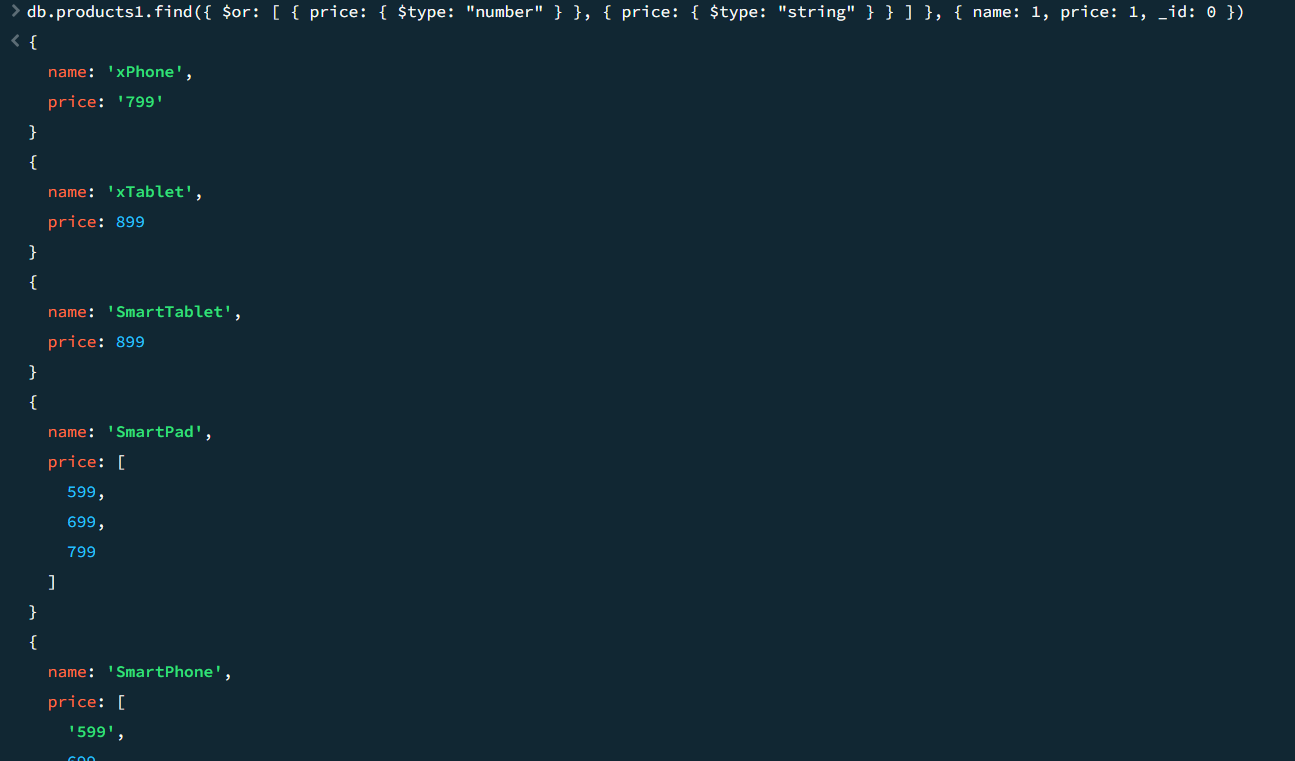 > db.products1.find({ $or: [ { price: { $type: "number" } }, { price: { $type: "string" } } ] }, { name: 1, price: 1, _id: 0 })
< {
name: 'xPhone',
price: '799'
}
{
name: 'xTablet',
price: 899
}
{
name: 'SmartTablet',
price: 899
}
{
name: 'SmartPad',
price: [
599,
699,
799
]
}
{
name: 'SmartPhone',
price: [
'599',